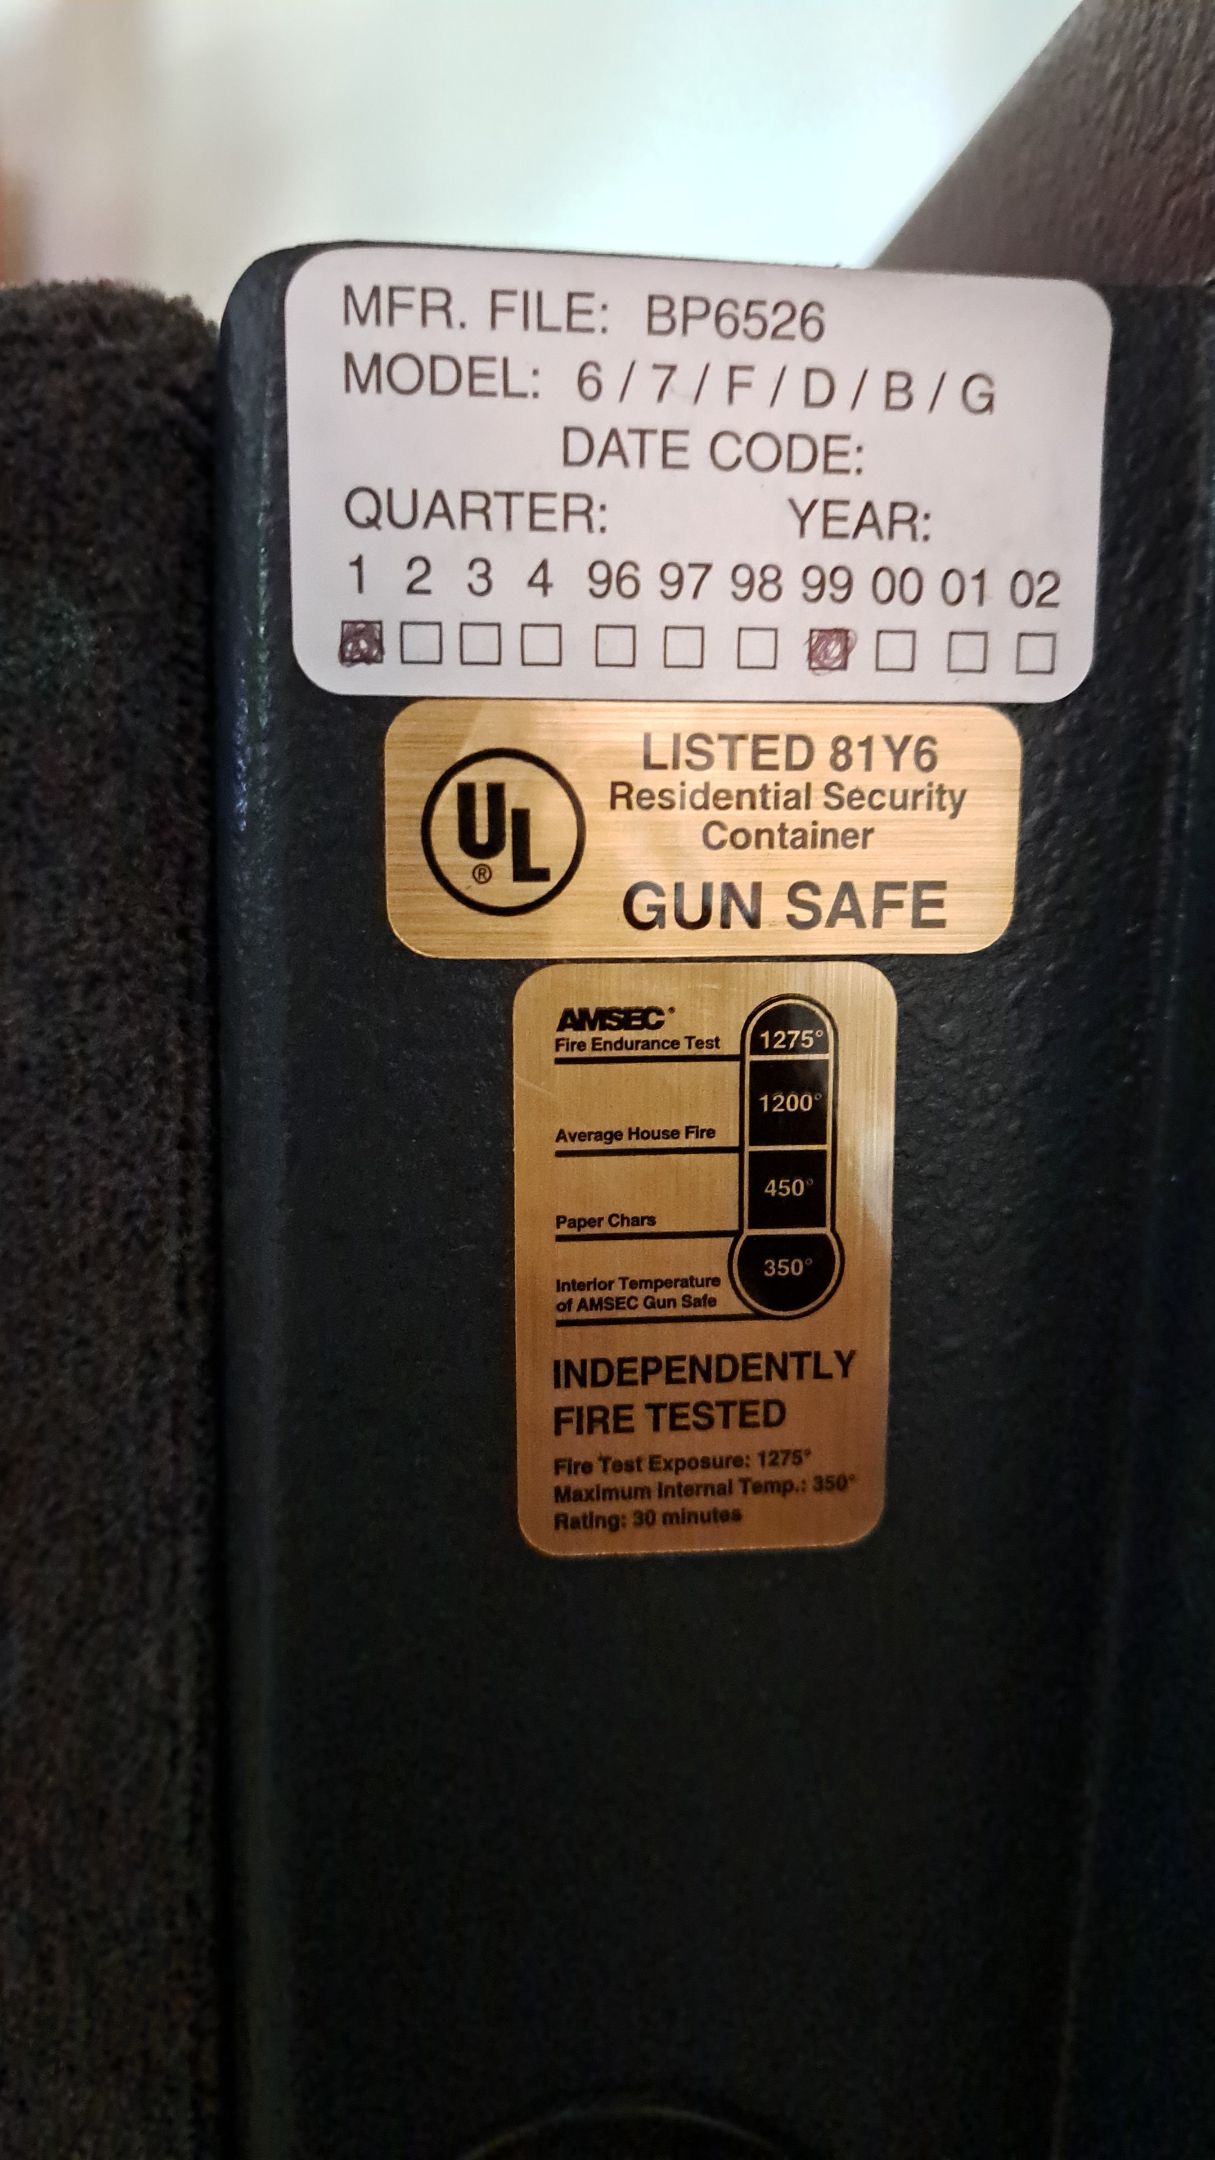 MFR. FILE: BP6526
MODEL: 6 / 7 / F / D / B / G
DATE CODE:
QUARTER: YEAR:
1 2 3 4 96 97 98 99 00 01 02
UL ®
LISTED 81Y6
Residential Security
Container
GUN SAFE
AMSEC®
Fire Endurance Test 1275°
1200°
Average House Fire
450°
Paper Chars
350°
Interior Temperature
of AMSEC Gun Safe
INDEPENDENTLY
FIRE TESTED
Fire Test Exposure: 1275°
Maximum Internal Temp.: 350°
Rating: 30 minutes